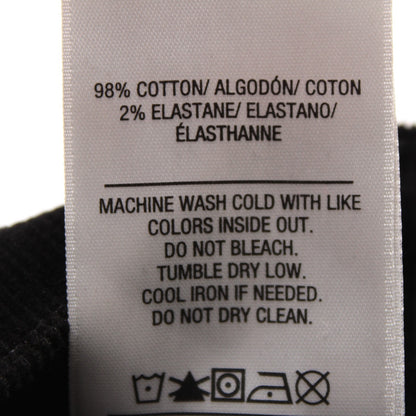 98% COTTON/ ALGODÓN/ COTON
2% ELASTANE/ ELASTANO/
ÉLASTHANNE
MACHINE WASH COLD WITH LIKE
COLORS INSIDE OUT.
DO NOT BLEACH.
TUMBLE DRY LOW.
COOL IRON IF NEEDED.
DO NOT DRY CLEAN.